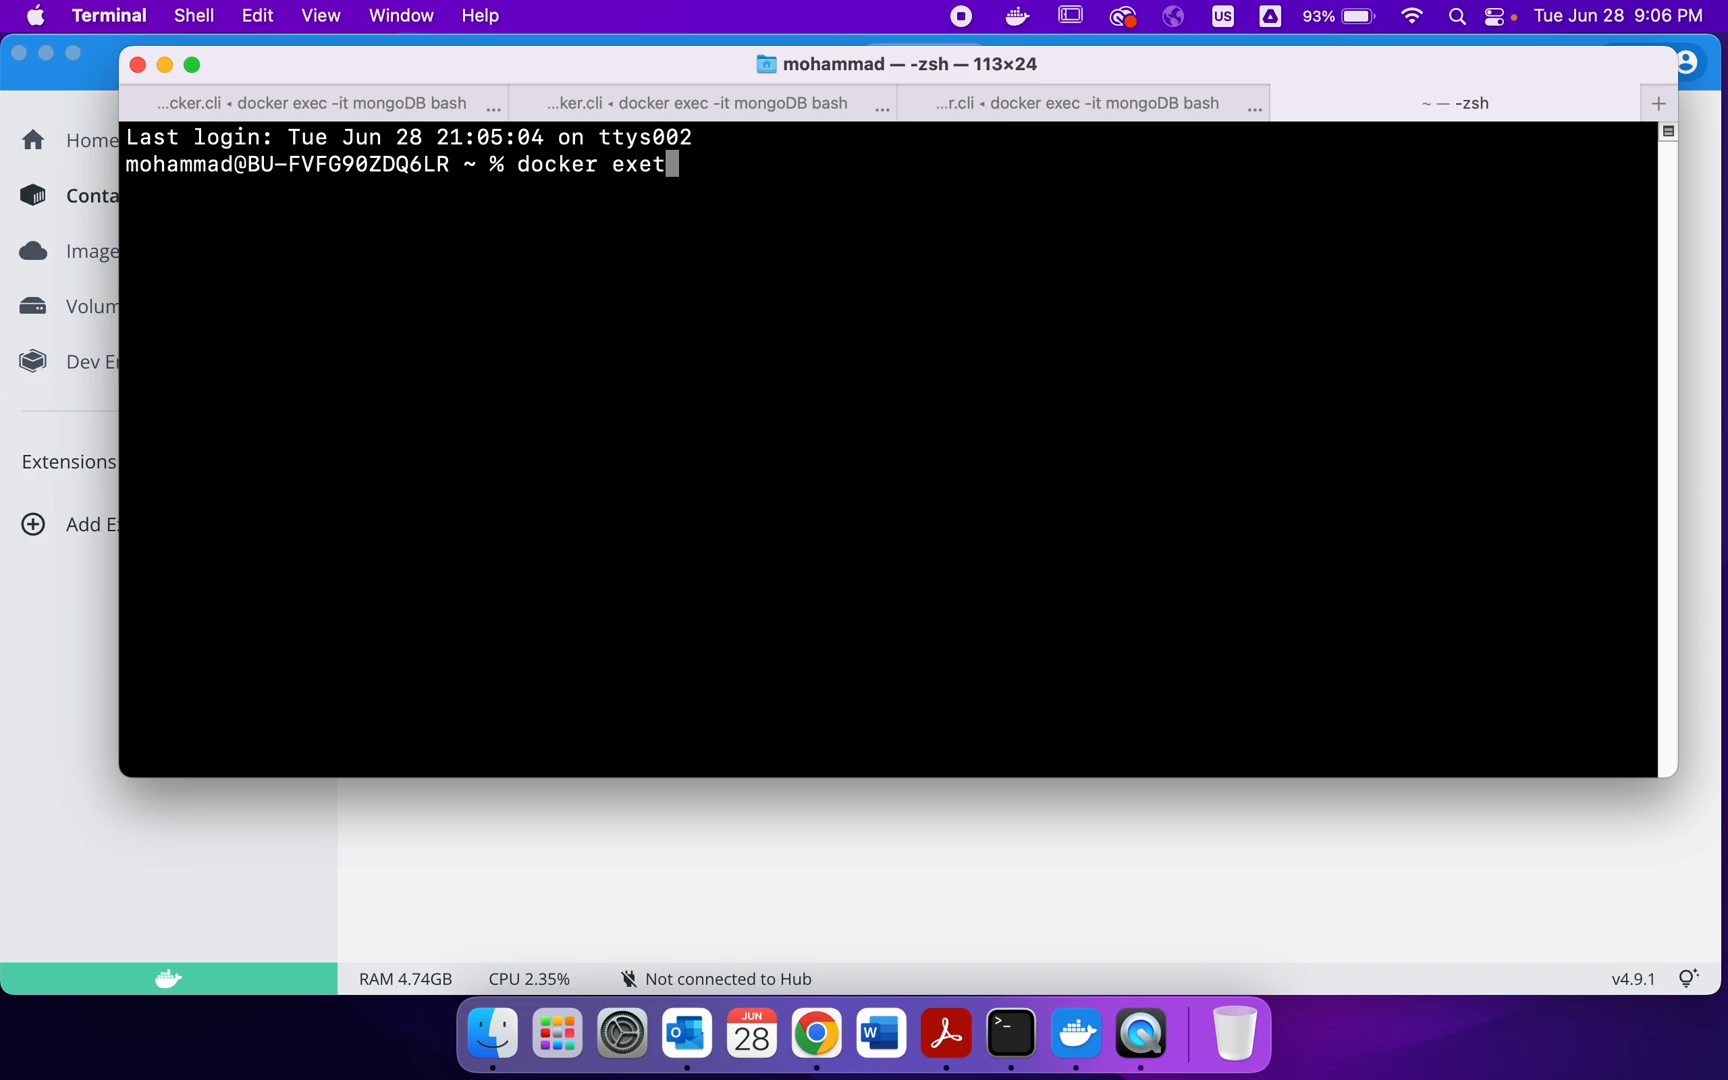 Terminal Shell Edit View Window Help US 93% Tue Jun 28 9:06 PM
mohammad — -zsh — 113×24
...cker.cli ◂ docker exec -it mongoDB bash ... ...ker.cli ◂ docker exec -it mongoDB bash ... ...r.cli ◂ docker exec -it mongoDB bash ... ~ — -zsh +
Last login: Tue Jun 28 21:05:04 on ttys002
mohammad@BU-FVFG90ZDQ6LR ~ % docker exet
Home
Conta
Image
Volum
Dev E
Extensions
Add E
RAM 4.74GB CPU 2.35% Not connected to Hub v4.9.1
JUN
28